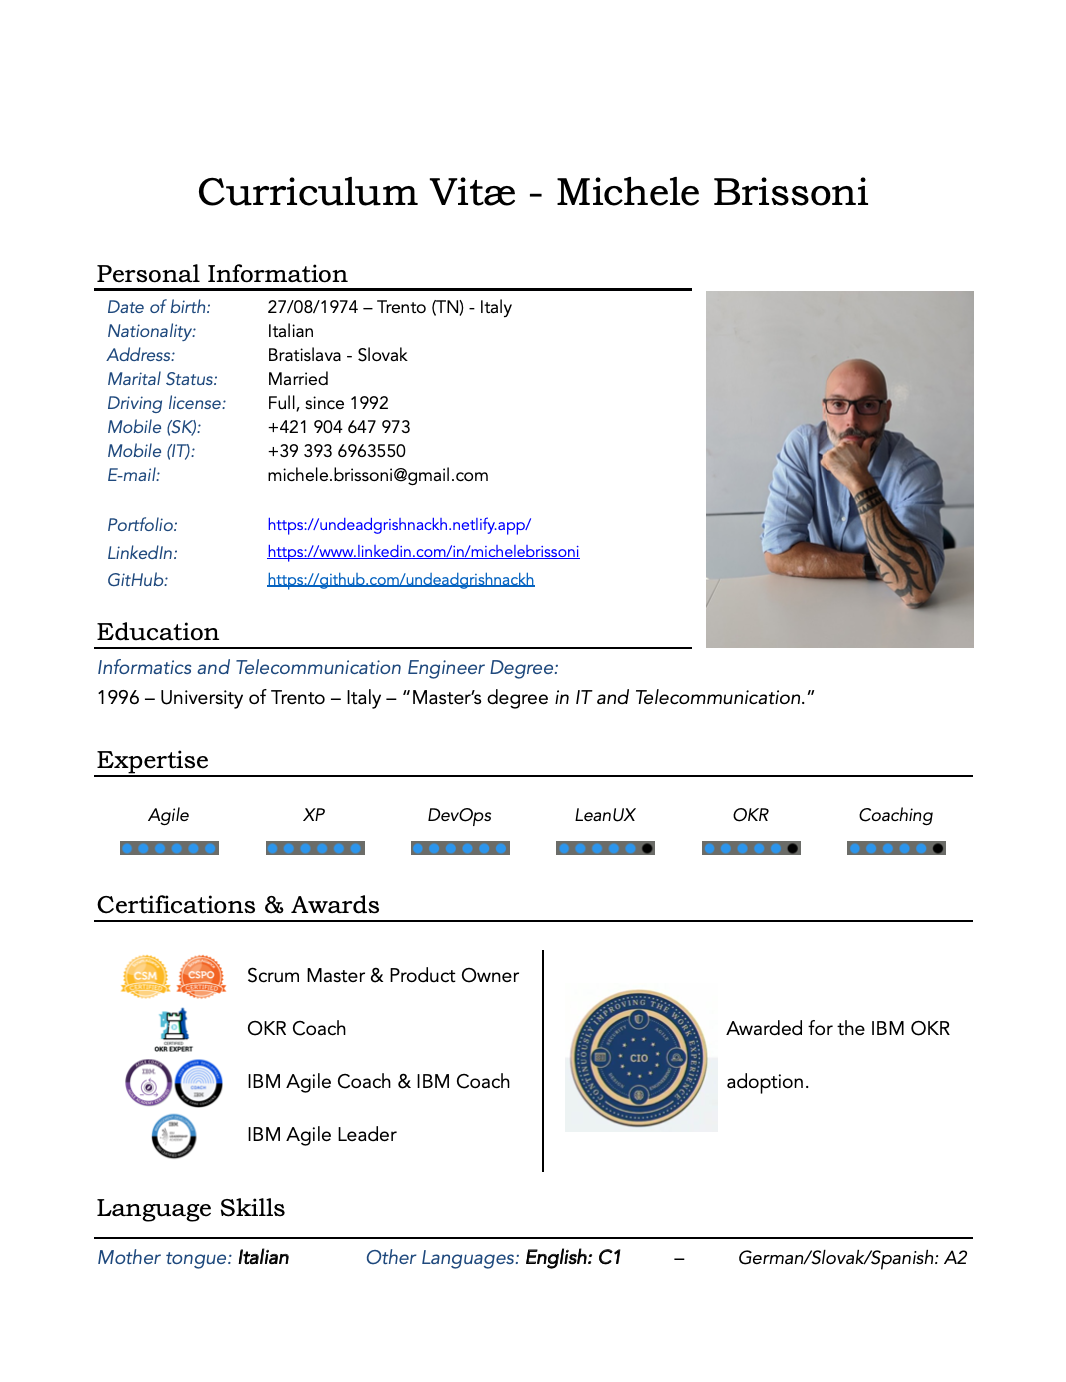 Curriculum Vitæ - Michele Brissoni
Personal Information
Date of birth: 27/08/1974 – Trento (TN) - Italy
Nationality: Italian
Address: Bratislava - Slovak
Marital Status: Married
Driving license: Full, since 1992
Mobile (SK): +421 904 647 973
Mobile (IT): +39 393 6963550
E-mail: michele.brissoni@gmail.com
Portfolio: https://undeadgrishnackh.netlify.app/
LinkedIn: https://www.linkedin.com/in/michelebrissoni
GitHub: https://github.com/undeadgrishnackh
Education
Informatics and Telecommunication Engineer Degree:
1996 – University of Trento – Italy – “Master’s degree in IT and Telecommunication.”
Expertise
Agile XP DevOps LeanUX OKR Coaching
Certifications & Awards
CSM CERTIFIED CSPO CERTIFIED Scrum Master & Product Owner
CERTIFIED OKR EXPERT OKR Coach
IBM COACH IBM IBM Agile Coach & IBM Coach
IBM IBM Agile Leader
CONTINUOUSLY IMPROVING THE WORK EXPERIENCE
SECURITY AGILE DESIGN ENGINEERING
CIO
Awarded for the IBM OKR
adoption.
Language Skills
Mother tongue: Italian Other Languages: English: C1 – German/Slovak/Spanish: A2